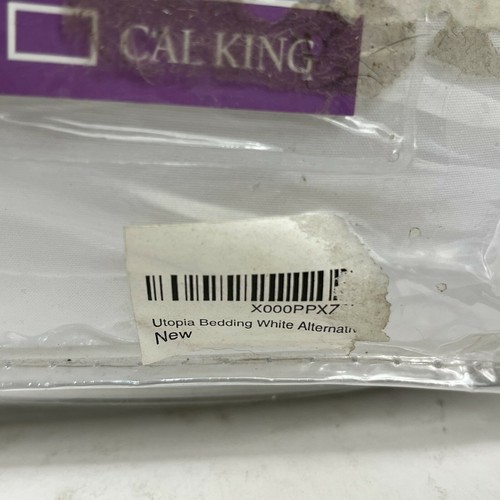 CAL KING
X000PPX7
Utopia Bedding White Alternati
New